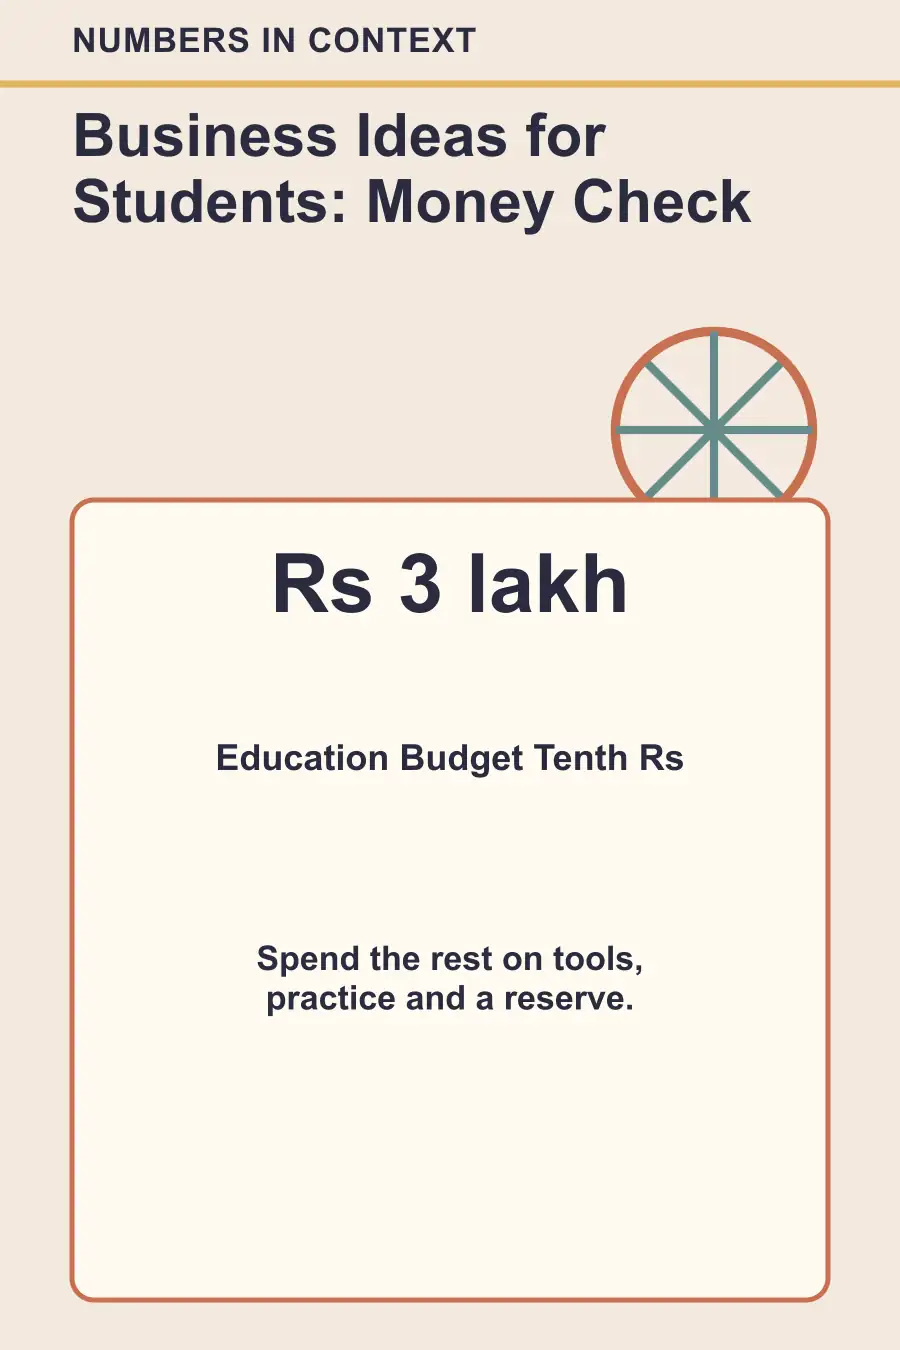 NUMBERS IN CONTEXT
Business Ideas for
Students: Money Check
Rs 3 lakh
Education Budget Tenth Rs
Spend the rest on tools,
practice and a reserve.